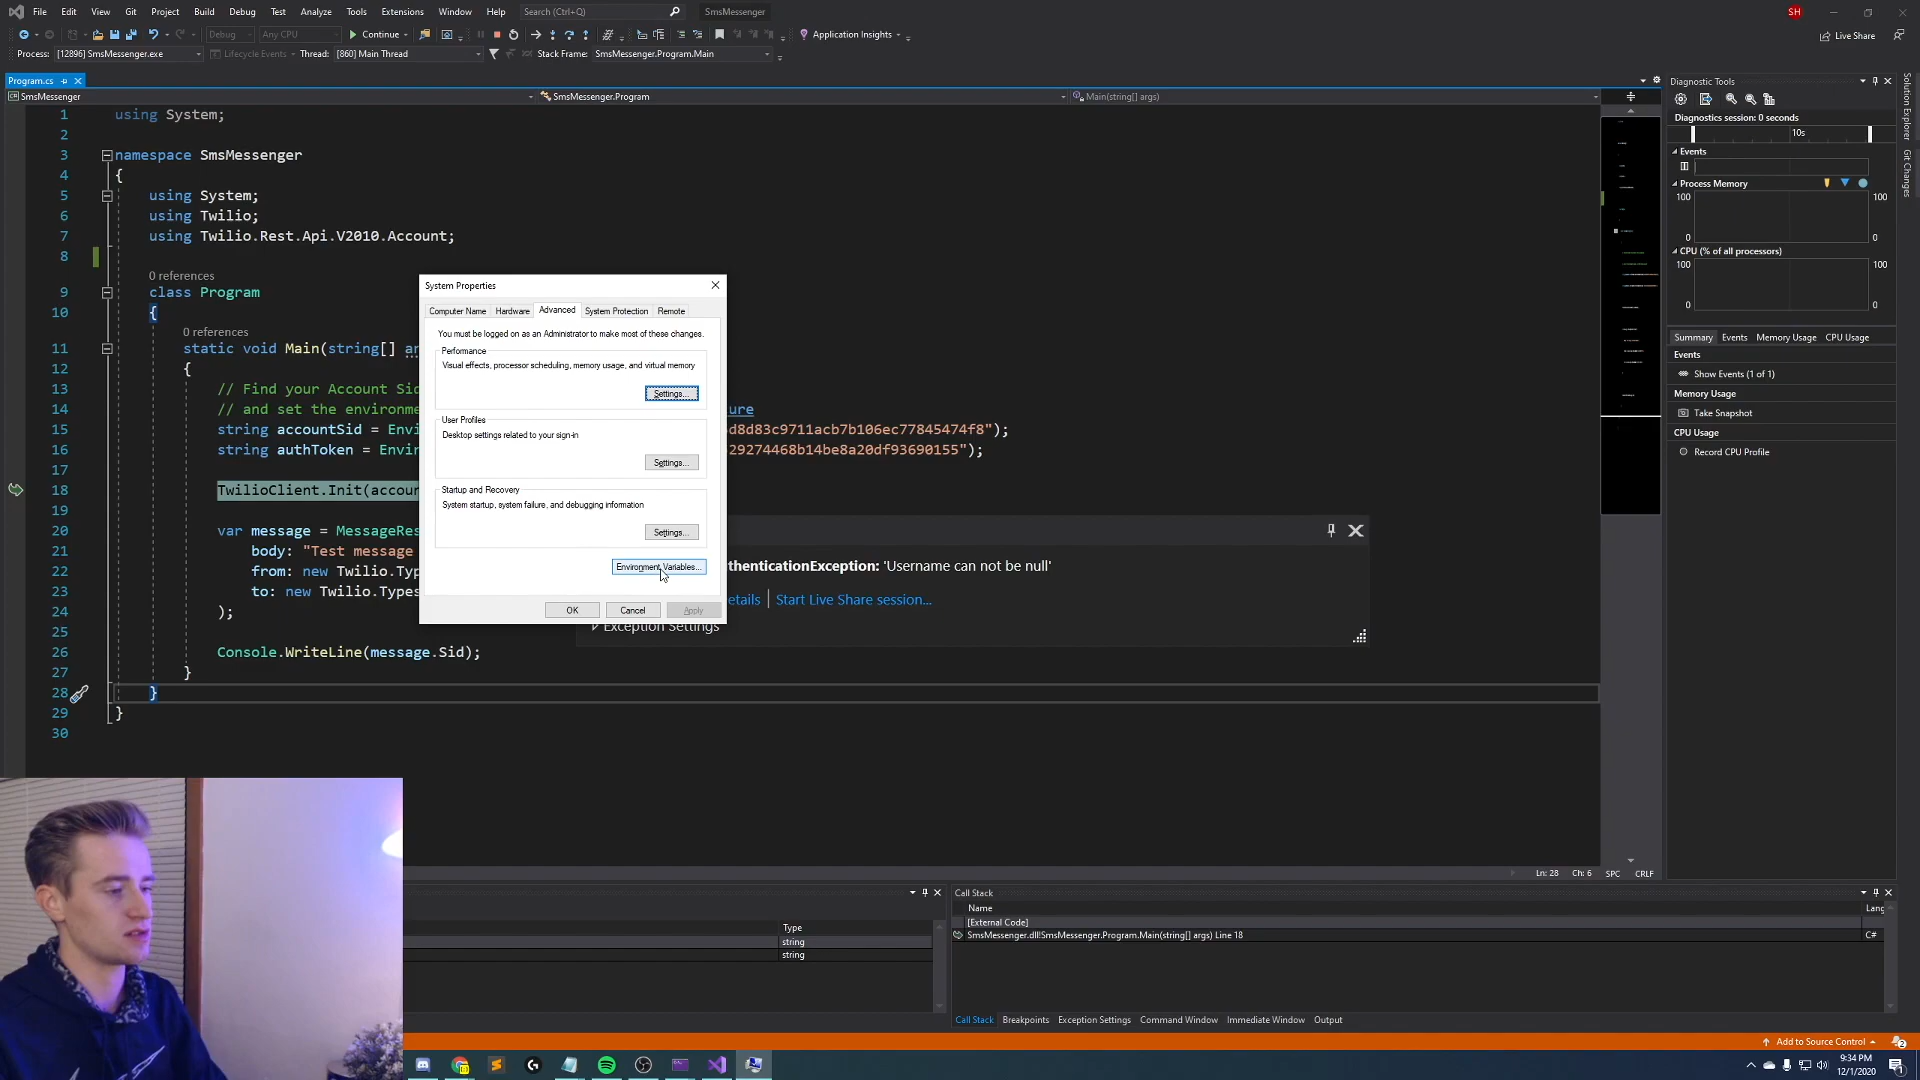 File Edit View Git Project Build Debug Test Analyze Tools Extensions Window Help Search (Ctrl+Q) SmsMessenger SH
Debug Any CPU Continue Application Insights Live Share
Process: [12896] SmsMessenger.exe Lifecycle Events Thread: [860] Main Thread Stack Frame: SmsMessenger.Program.Main
Program.cs
SmsMessenger SmsMessenger.Program Main(string[] args)
1 using System;
2
3 namespace SmsMessenger
4 {
5 using System;
6 using Twilio;
7 using Twilio.Rest.Api.V2010.Account;
8
0 references
9 class Program
10 {
0 references
11 static void Main(string[] ar
12 {
13 // Find your Account Sid
14 // and set the environme ure
15 string accountSid = Envi d8d83c9711acb7b106ec77845474f8");
16 string authToken = Envir 29274468b14be8a20df93690155");
17
18 TwilioClient.Init(accoun
19
20 var message = MessageRes
21 body: "Test message
22 from: new Twilio.Typ
23 to: new Twilio.Types
24 );
25
26 Console.WriteLine(message.Sid);
27 }
28 }
29 }
30
System Properties
Computer Name Hardware Advanced System Protection Remote
You must be logged on as an Administrator to make most of these changes.
Performance
Visual effects, processor scheduling, memory usage, and virtual memory
Settings...
User Profiles
Desktop settings related to your sign-in
Settings...
Startup and Recovery
System startup, system failure, and debugging information
Settings...
Environment Variables...
OK Cancel Apply
thenticationException: 'Username can not be null'
etails Start Live Share session...
Exception Settings
Diagnostic Tools
Diagnostics session: 0 seconds
10s
Events
Process Memory
100 100
0 0
CPU (% of all processors)
100 100
0 0
Summary Events Memory Usage CPU Usage
Events
Show Events (1 of 1)
Memory Usage
Take Snapshot
CPU Usage
Record CPU Profile
Solution Explorer
Git Changes
Ln: 28 Ch: 6 SPC CRLF
Type
string
string
Call Stack
Name Lang
[External Code]
SmsMessenger.dll!SmsMessenger.Program.Main(string[] args) Line 18 C#
Call Stack Breakpoints Exception Settings Command Window Immediate Window Output
Add to Source Control 2
9:34 PM
12/1/2020